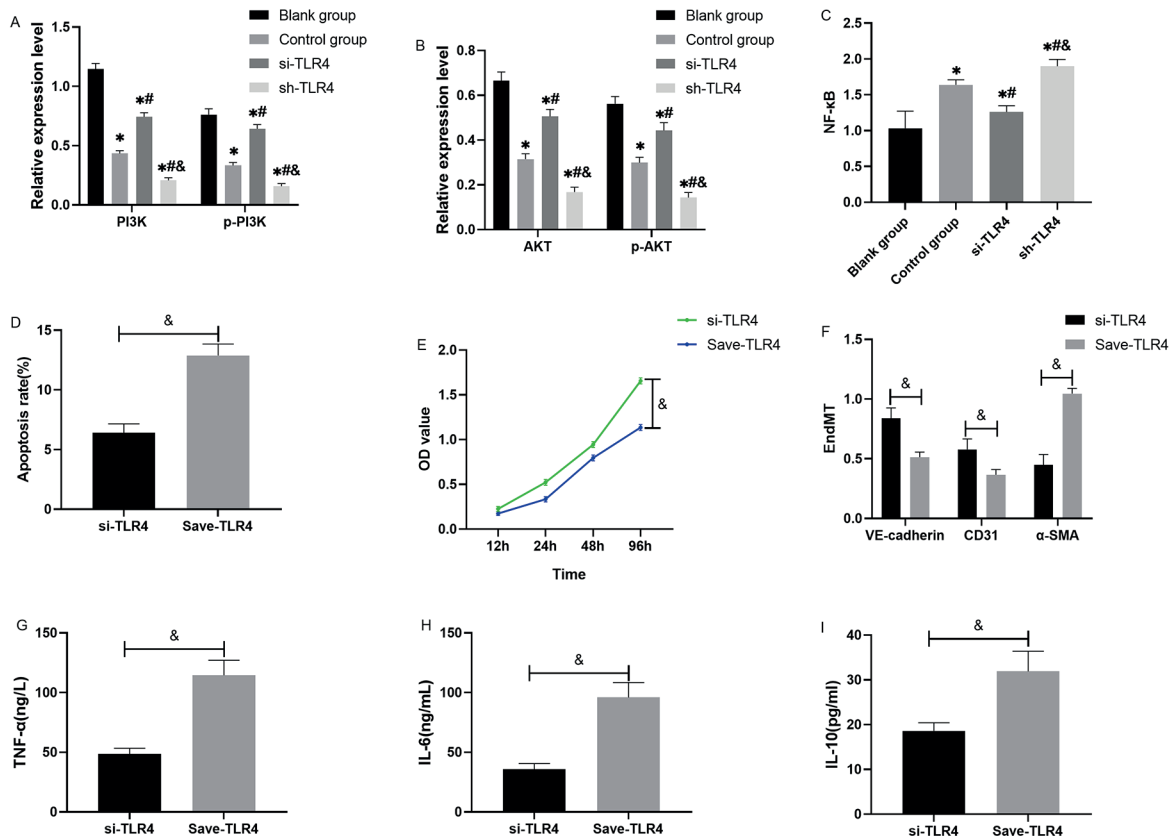 A
Relative expression level
1.5
1.0
0.5
0.0
Blank group
Control group
si-TLR4
sh-TLR4
*
*#
*#&
*
*#
*#&
PI3K
p-PI3K
B
Relative expression level
0.8
0.6
0.4
0.2
0.0
Blank group
Control group
si-TLR4
sh-TLR4
*
*#
*#&
*
*#
*#&
AKT
p-AKT
C
NF-κB
2.5
2.0
1.5
1.0
0.5
0.0
*
*#
*#&
Blank group
Control group
si-TLR4
sh-TLR4
D
Apoptosis rate(%)
15
10
5
0
&
si-TLR4
Save-TLR4
E
OD value
2.0
1.5
1.0
0.5
0.0
si-TLR4
Save-TLR4
&
12h
24h
48h
96h
Time
F
EndMT
1.5
1.0
0.5
0.0
si-TLR4
Save-TLR4
&
&
&
VE-cadherin
CD31
α-SMA
G
TNF-α(ng/L)
150
100
50
0
&
si-TLR4
Save-TLR4
H
IL-6(ng/mL)
150
100
50
0
&
si-TLR4
Save-TLR4
I
IL-10(pg/ml)
40
30
20
10
0
&
si-TLR4
Save-TLR4